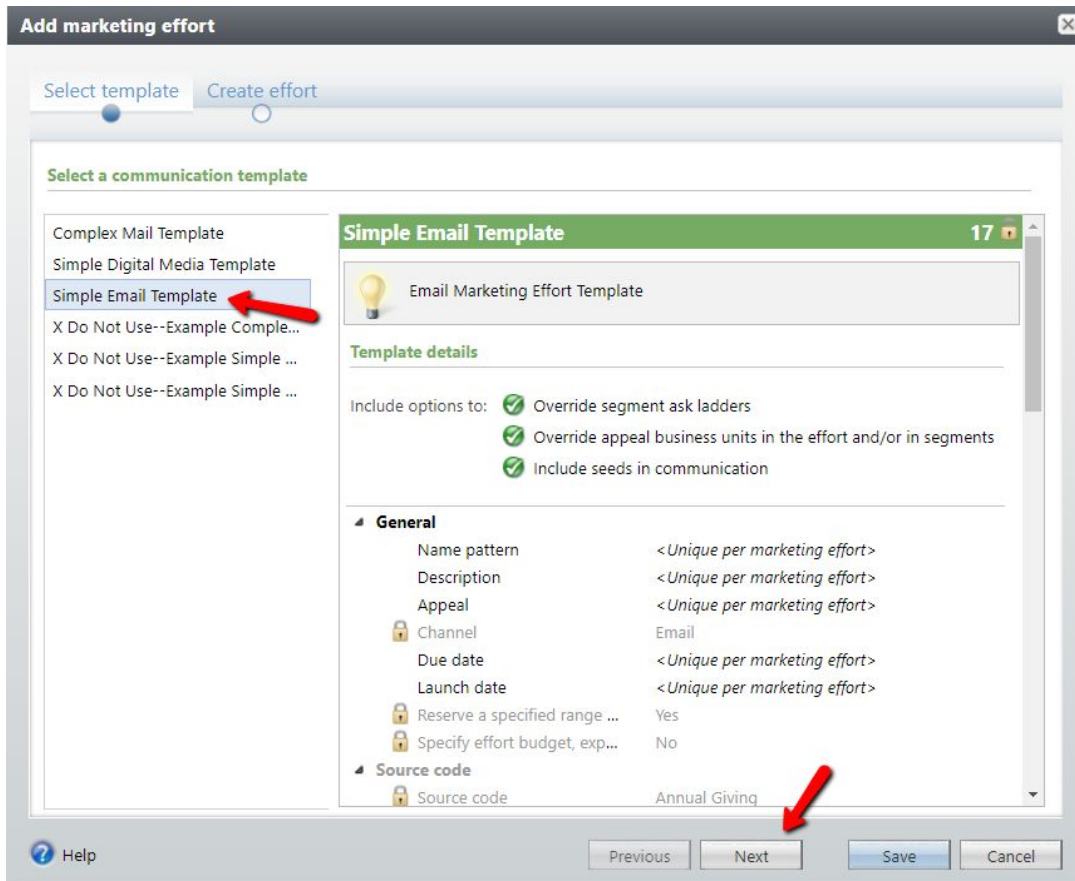 Add marketing effort
Select template Create effort
Select a communication template
Complex Mail Template
Simple Digital Media Template
Simple Email Template
X Do Not Use--Example Comple...
X Do Not Use--Example Simple ...
X Do Not Use--Example Simple ...
Simple Email Template 17
Email Marketing Effort Template
Template details
Include options to: Override segment ask ladders
Override appeal business units in the effort and/or in segments
Include seeds in communication
General
Name pattern <Unique per marketing effort>
Description <Unique per marketing effort>
Appeal <Unique per marketing effort>
Channel Email
Due date <Unique per marketing effort>
Launch date <Unique per marketing effort>
Reserve a specified range ... Yes
Specify effort budget, exp... No
Source code
Source code Annual Giving
Help Previous Next Save Cancel